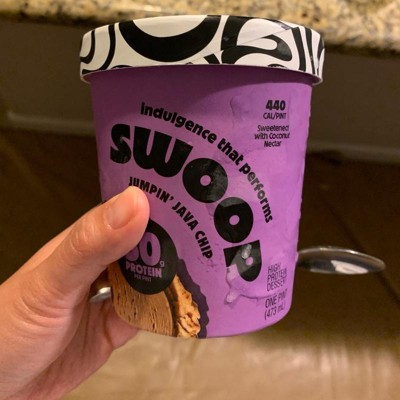 indulgence that performs
440
CAL/PINT
Sweetened
with Coconut
Nectar
SWOOP
JUMPIN' JAVA CHIP
PROTEIN
HIGH
PROTEIN
DESSERT
ONE PINT
(473 mL)